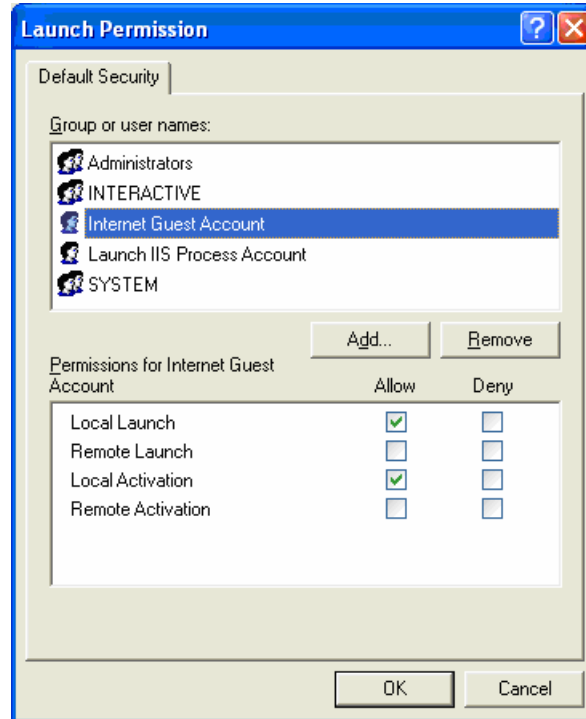 Launch Permission
Default Security
Group or user names:
Administrators
INTERACTIVE
Internet Guest Account
Launch IIS Process Account
SYSTEM
Add...
Remove
Permissions for Internet Guest
Account
Allow
Deny
Local Launch
Remote Launch
Local Activation
Remote Activation
OK
Cancel